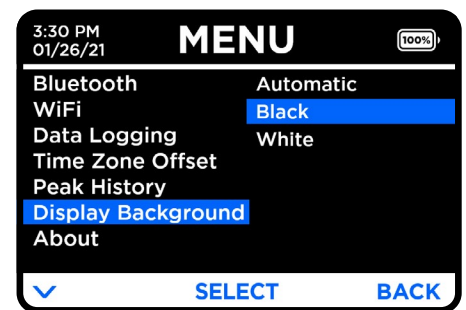 3:30 PM
01/26/21
MENU
100%
Bluetooth
WiFi
Data Logging
Time Zone Offset
Peak History
Display Background
About
Automatic
Black
White
SELECT
BACK